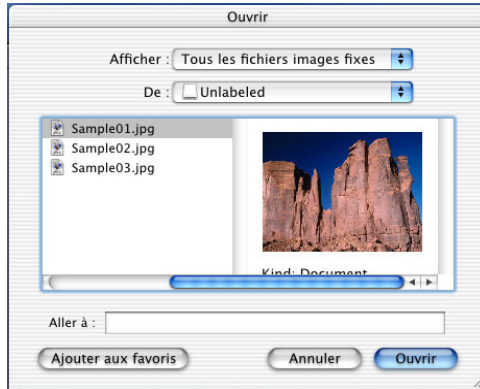 Ouvrir
Afficher : Tous les fichiers images fixes
De : Unlabeled
Sample01.jpg
Sample02.jpg
Sample03.jpg
Kind: Document
Aller à :
Ajouter aux favoris Annuler Ouvrir